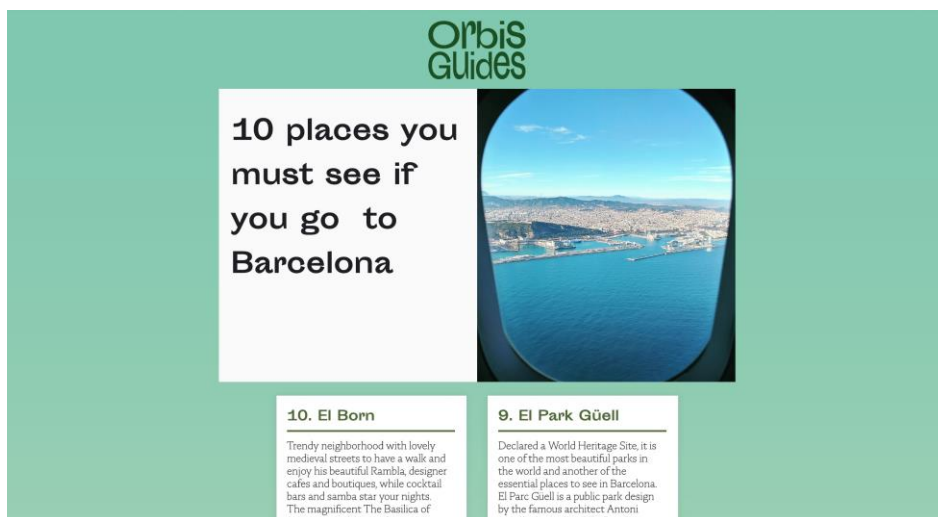 Orbis
GUides
10 places you
must see if
you go to
Barcelona
10. El Born
Trendy neighborhood with lovely
medieval streets to have a walk and
enjoy his beautiful Rambla, designer
cafes and boutiques, while cocktail
bars and samba star your nights.
The magnificent The Basilica of
9. El Park Güell
Declared a World Heritage Site, it is
one of the most beautiful parks in
the world and another of the
essential places to see in Barcelona.
El Parc Güell is a public park design
by the famous architect Antoni